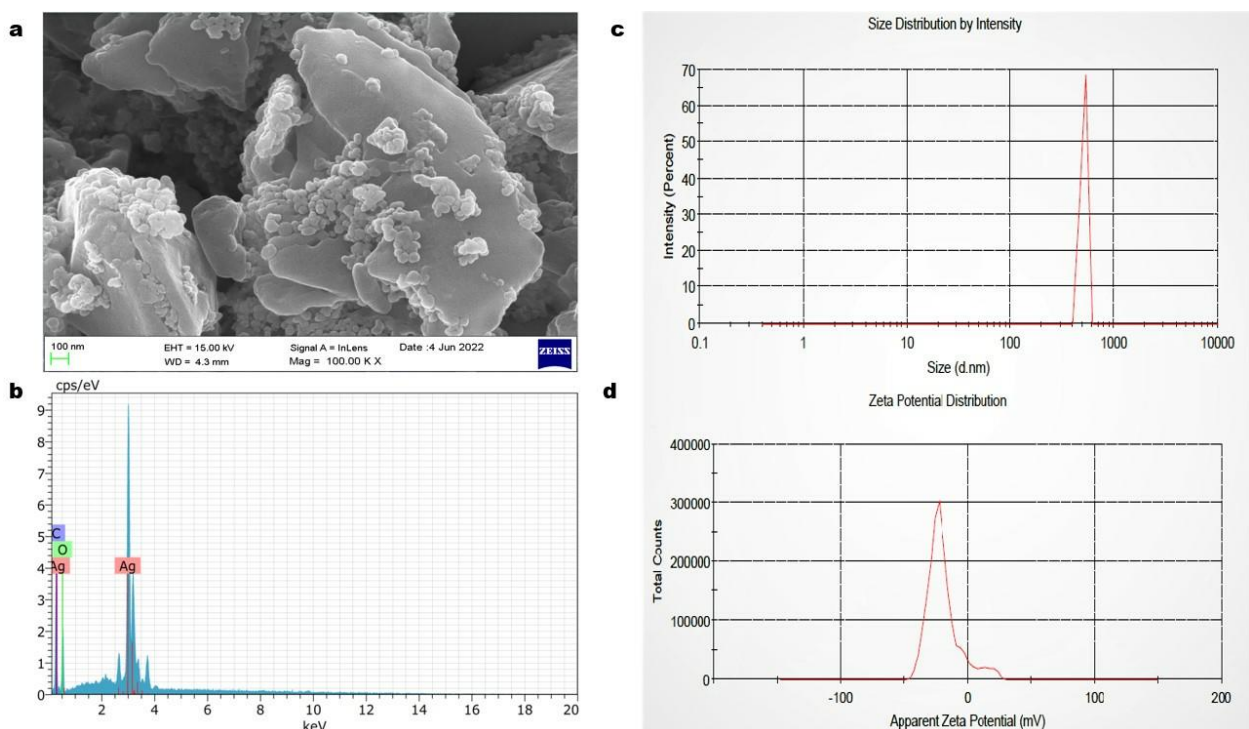 a
100 nm
EHT = 15.00 kV
WD = 4.3 mm
Signal A = InLens
Mag = 100.00 K X
Date :4 Jun 2022
ZEISS
b
cps/eV
9
8
7
6
5
4
3
2
1
0
C
O
Ag
Ag
2 4 6 8 10 12 14 16 18 20
keV
c
Size Distribution by Intensity
Intensity (Percent)
70
60
50
40
30
20
10
0
0.1 1 10 100 1000 10000
Size (d.nm)
d
Zeta Potential Distribution
Total Counts
400000
300000
200000
100000
0
-100 0 100 200
Apparent Zeta Potential (mV)